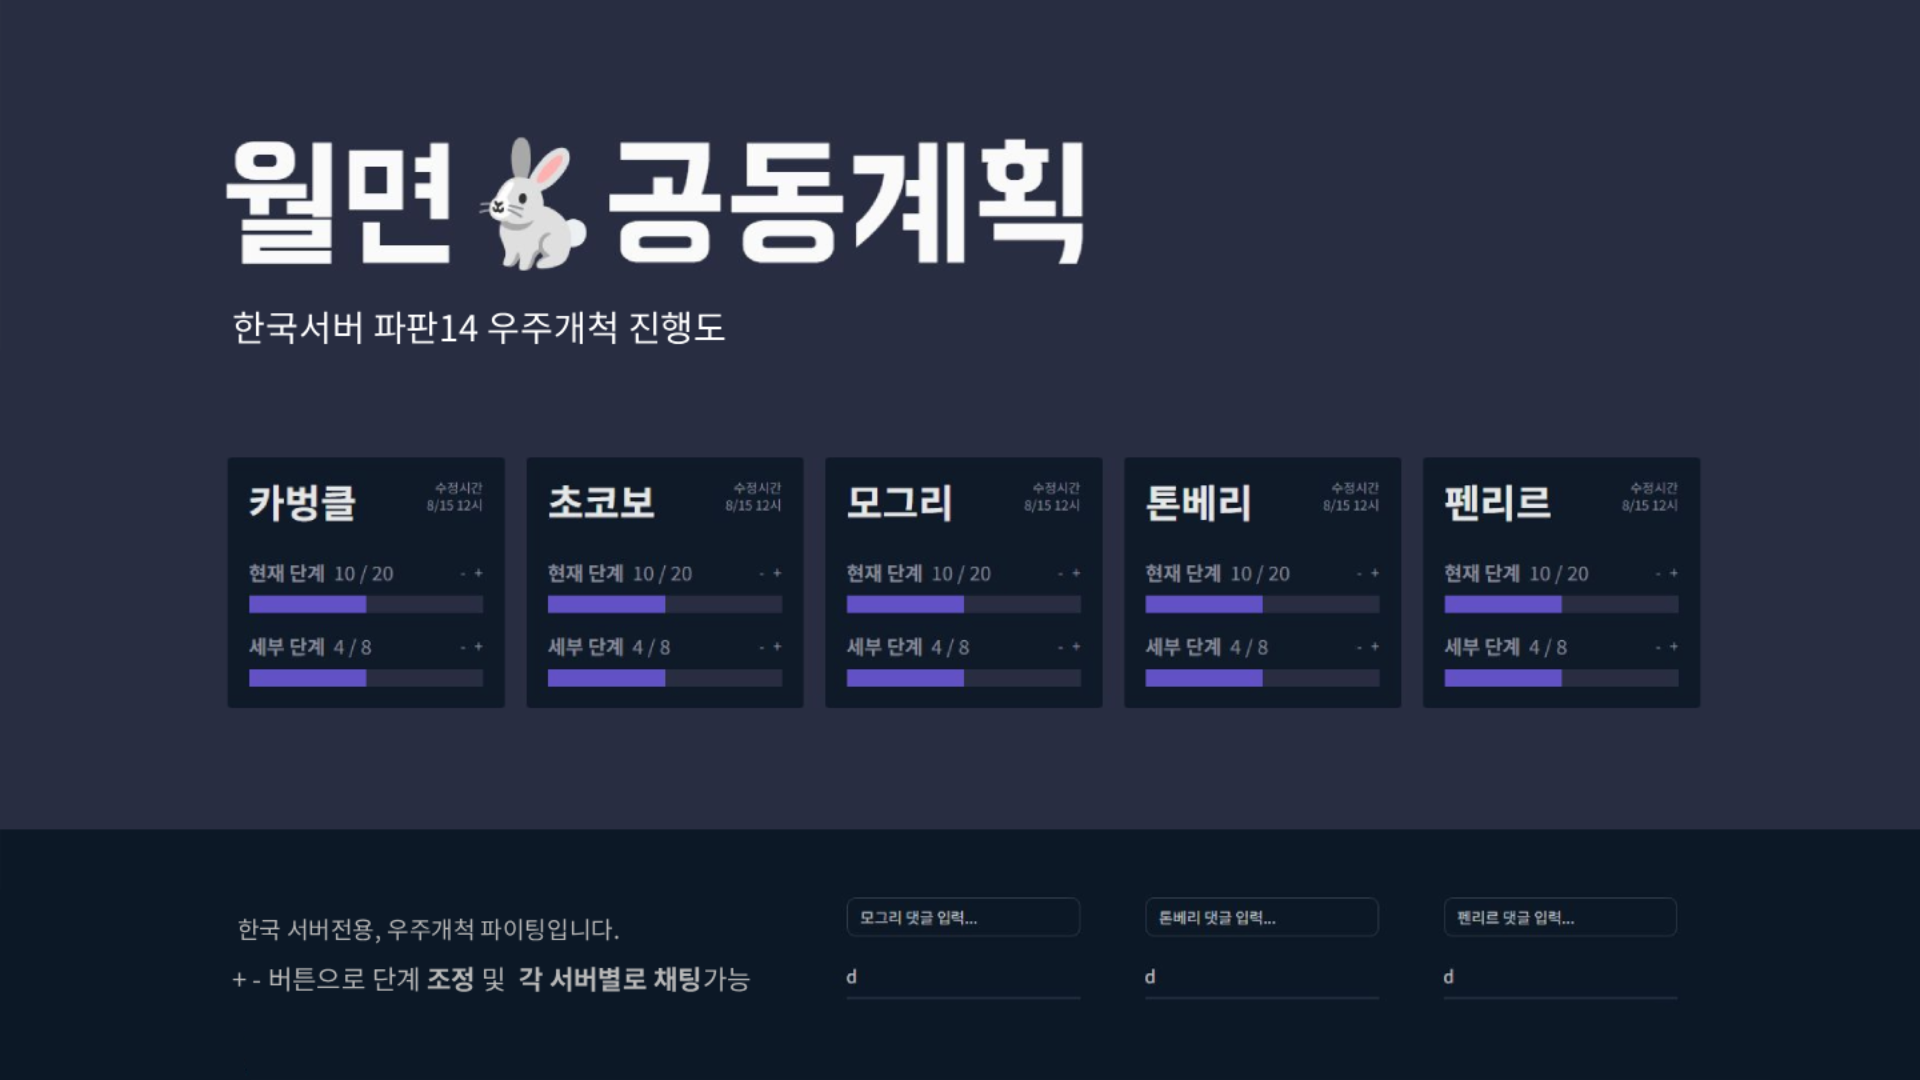 월면🐇공동계획
한국서버 파판14 우주개척 진행도
카벙클
수정시간
8/15 12시
현재 단계 10 / 20 - +
세부 단계 4 / 8 - +
초코보
수정시간
8/15 12시
현재 단계 10 / 20 - +
세부 단계 4 / 8 - +
모그리
수정시간
8/15 12시
현재 단계 10 / 20 - +
세부 단계 4 / 8 - +
톤베리
수정시간
8/15 12시
현재 단계 10 / 20 - +
세부 단계 4 / 8 - +
펜리르
수정시간
8/15 12시
현재 단계 10 / 20 - +
세부 단계 4 / 8 - +
한국 서버전용, 우주개척 파이팅입니다.
+ - 버튼으로 단계 조정 및 각 서버별로 채팅가능
모그리 댓글 입력...
d
톤베리 댓글 입력...
d
펜리르 댓글 입력...
d